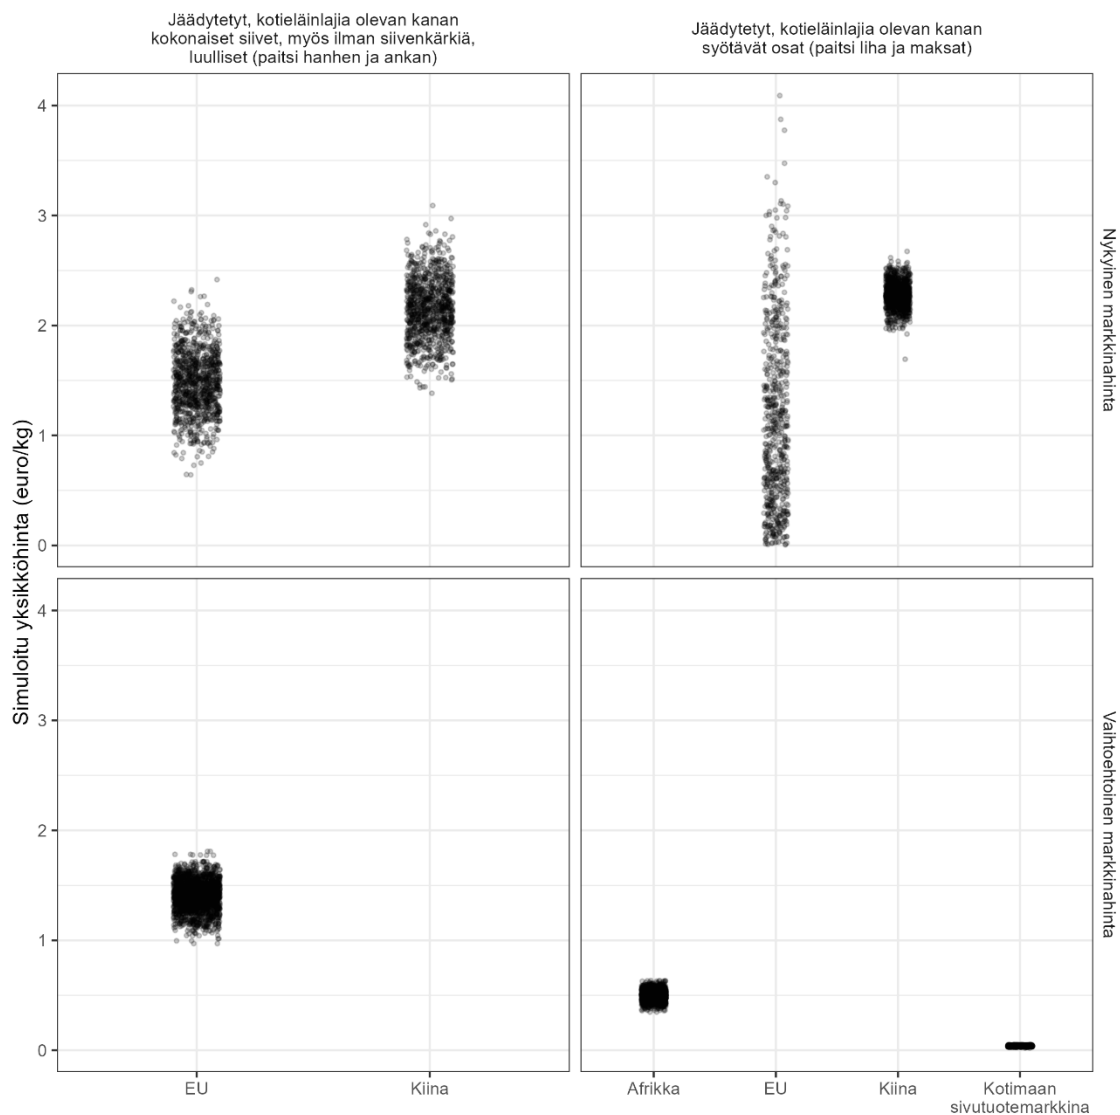 Jäädytetyt, kotieläinlajia olevan kanan
kokonaiset siivet, myös ilman siivenkärkiä,
luulliset (paitsi hanhen ja ankan)
Jäädytetyt, kotieläinlajia olevan kanan
syötävät osat (paitsi liha ja maksat)
Simuloitu yksikköhinta (euro/kg)
4
3
2
1
0
Nykyinen markkinahinta
4
3
2
1
0
Vaihtoehtoinen markkinahinta
EU
Kiina
Afrikka
EU
Kiina
Kotimaan
sivutuotemarkkina